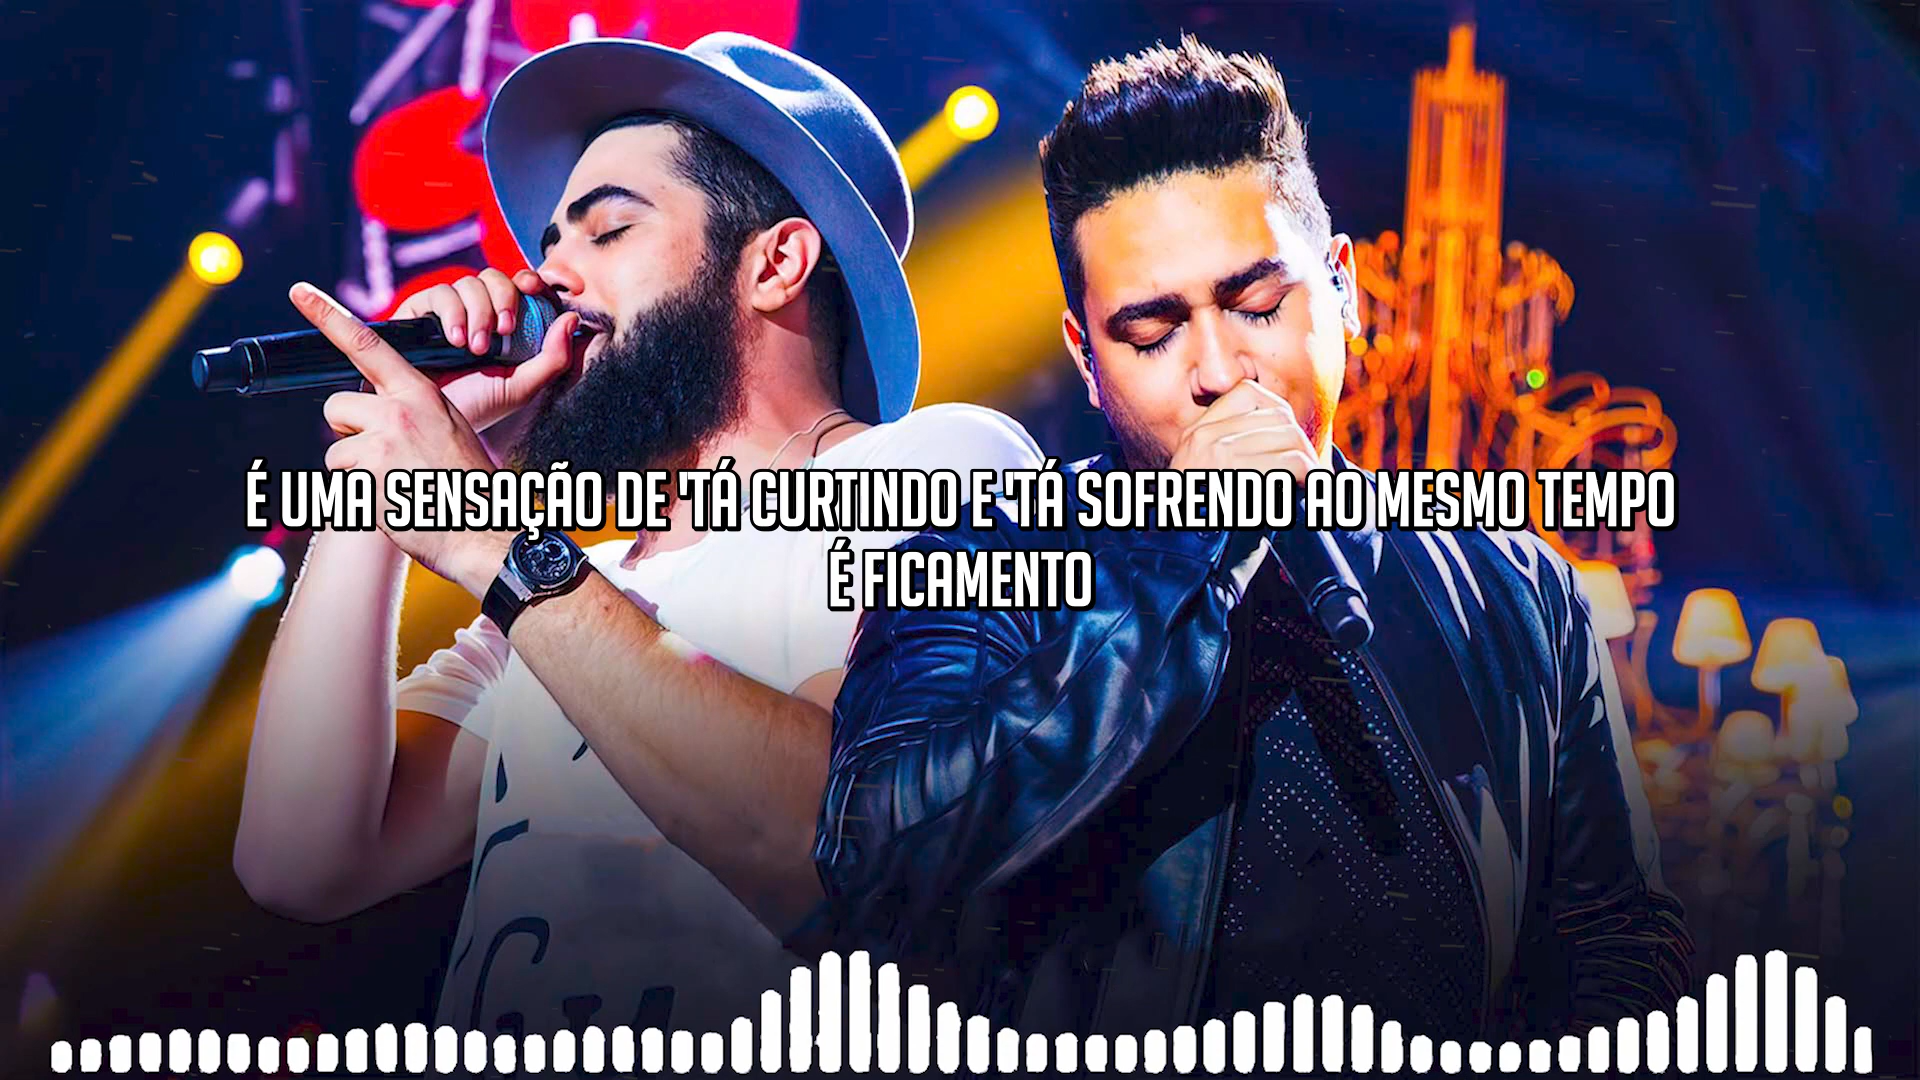 É UMA SENSAÇÃO DE 'TÁ CURTINDO E 'TÁ SOFRENDO AO MESMO TEMPO
É FICAMENTO